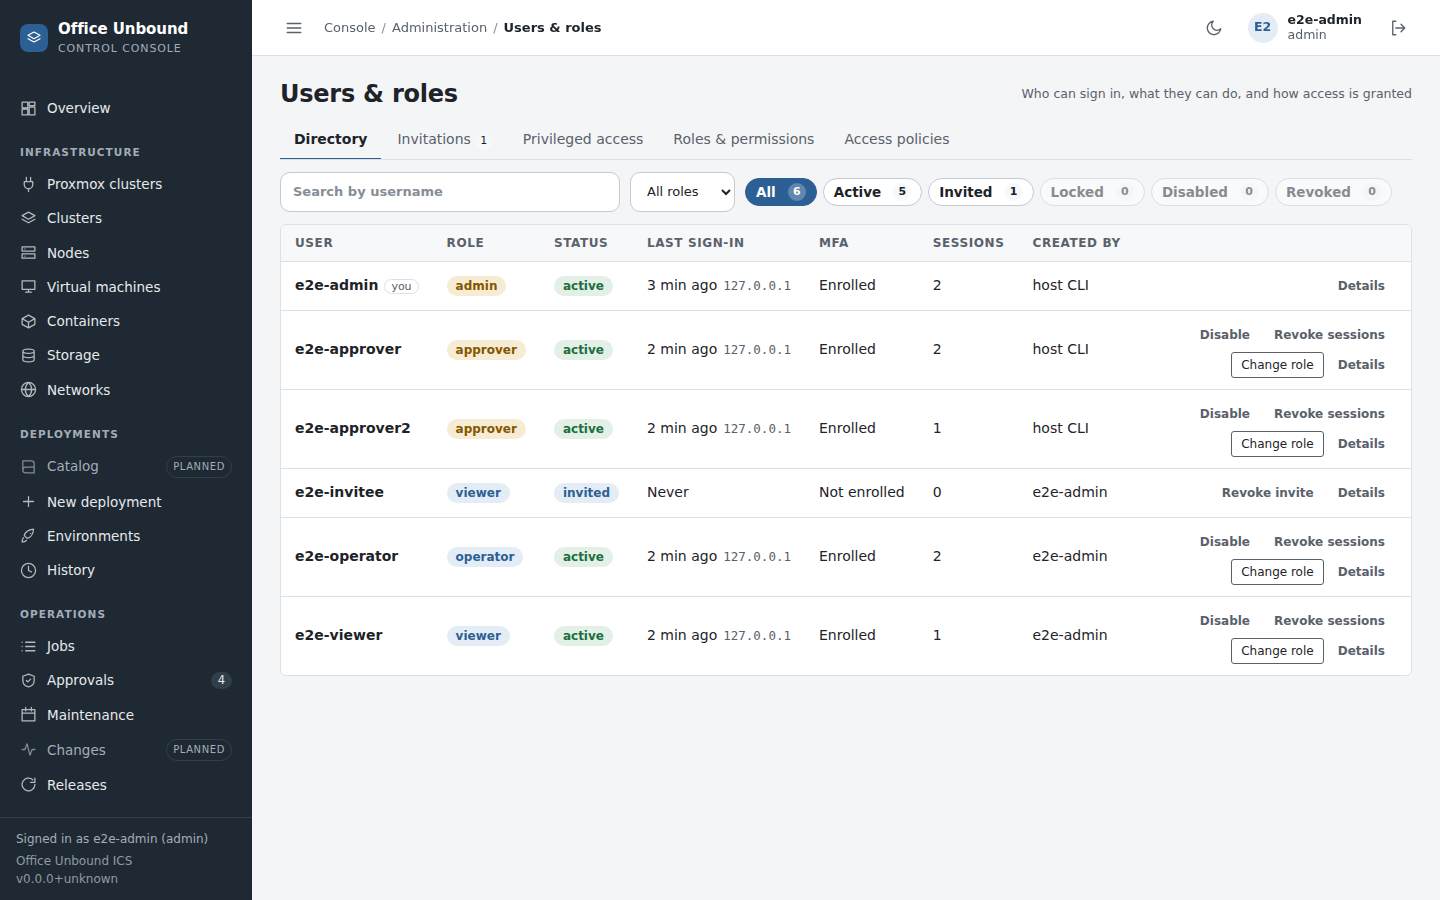 Office Unbound
CONTROL CONSOLE
Overview
INFRASTRUCTURE
Proxmox clusters
Clusters
Nodes
Virtual machines
Containers
Storage
Networks
DEPLOYMENTS
Catalog PLANNED
New deployment
Environments
History
OPERATIONS
Jobs
Approvals 4
Maintenance
Changes PLANNED
Releases
Signed in as e2e-admin (admin)
Office Unbound ICS
v0.0.0+unknown
Console / Administration / Users & roles
E2 e2e-admin
admin
Users & roles
Who can sign in, what they can do, and how access is granted
Directory Invitations 1 Privileged access Roles & permissions Access policies
Search by username All roles All 6 Active 5 Invited 1 Locked 0 Disabled 0 Revoked 0
USER ROLE STATUS LAST SIGN-IN MFA SESSIONS CREATED BY
e2e-admin you admin active 3 min ago 127.0.0.1 Enrolled 2 host CLI Details
e2e-approver approver active 2 min ago 127.0.0.1 Enrolled 2 host CLI Disable Revoke sessions
Change role Details
e2e-approver2 approver active 2 min ago 127.0.0.1 Enrolled 1 host CLI Disable Revoke sessions
Change role Details
e2e-invitee viewer invited Never Not enrolled 0 e2e-admin Revoke invite Details
e2e-operator operator active 2 min ago 127.0.0.1 Enrolled 2 e2e-admin Disable Revoke sessions
Change role Details
e2e-viewer viewer active 2 min ago 127.0.0.1 Enrolled 1 e2e-admin Disable Revoke sessions
Change role Details